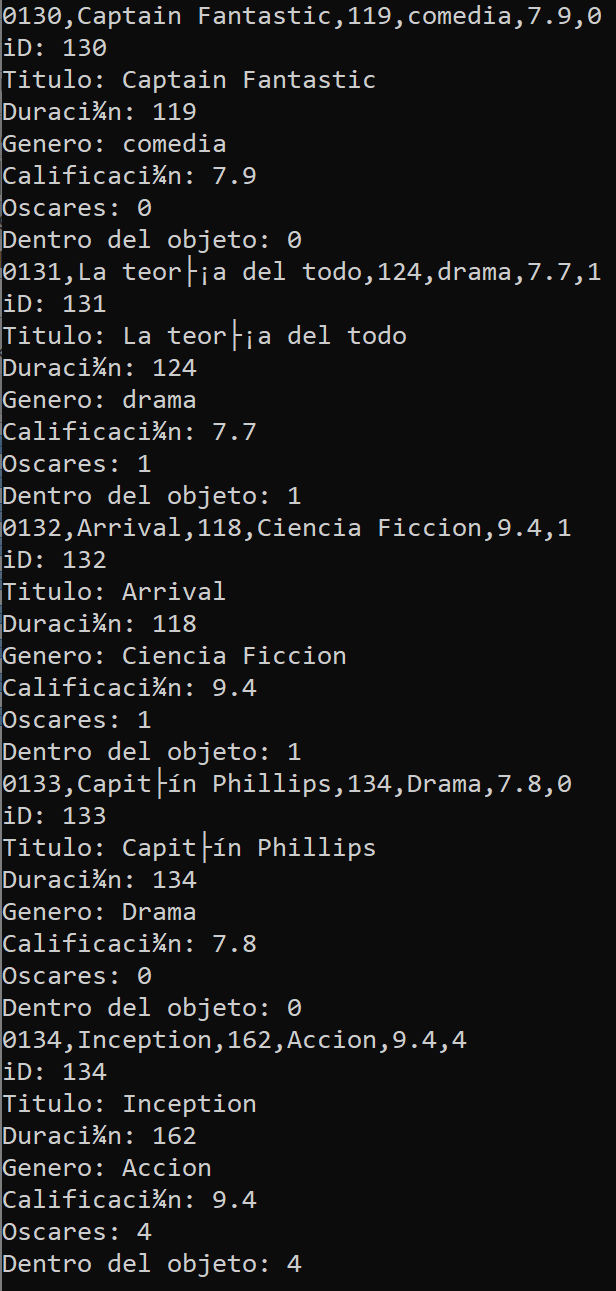 0130,Captain Fantastic,119,comedia,7.9,0
iD: 130
Titulo: Captain Fantastic
Duraci¾n: 119
Genero: comedia
Calificaci¾n: 7.9
Oscares: 0
Dentro del objeto: 0
0131,La teor├¡a del todo,124,drama,7.7,1
iD: 131
Titulo: La teor├¡a del todo
Duraci¾n: 124
Genero: drama
Calificaci¾n: 7.7
Oscares: 1
Dentro del objeto: 1
0132,Arrival,118,Ciencia Ficcion,9.4,1
iD: 132
Titulo: Arrival
Duraci¾n: 118
Genero: Ciencia Ficcion
Calificaci¾n: 9.4
Oscares: 1
Dentro del objeto: 1
0133,Capit├ín Phillips,134,Drama,7.8,0
iD: 133
Titulo: Capit├ín Phillips
Duraci¾n: 134
Genero: Drama
Calificaci¾n: 7.8
Oscares: 0
Dentro del objeto: 0
0134,Inception,162,Accion,9.4,4
iD: 134
Titulo: Inception
Duraci¾n: 162
Genero: Accion
Calificaci¾n: 9.4
Oscares: 4
Dentro del objeto: 4